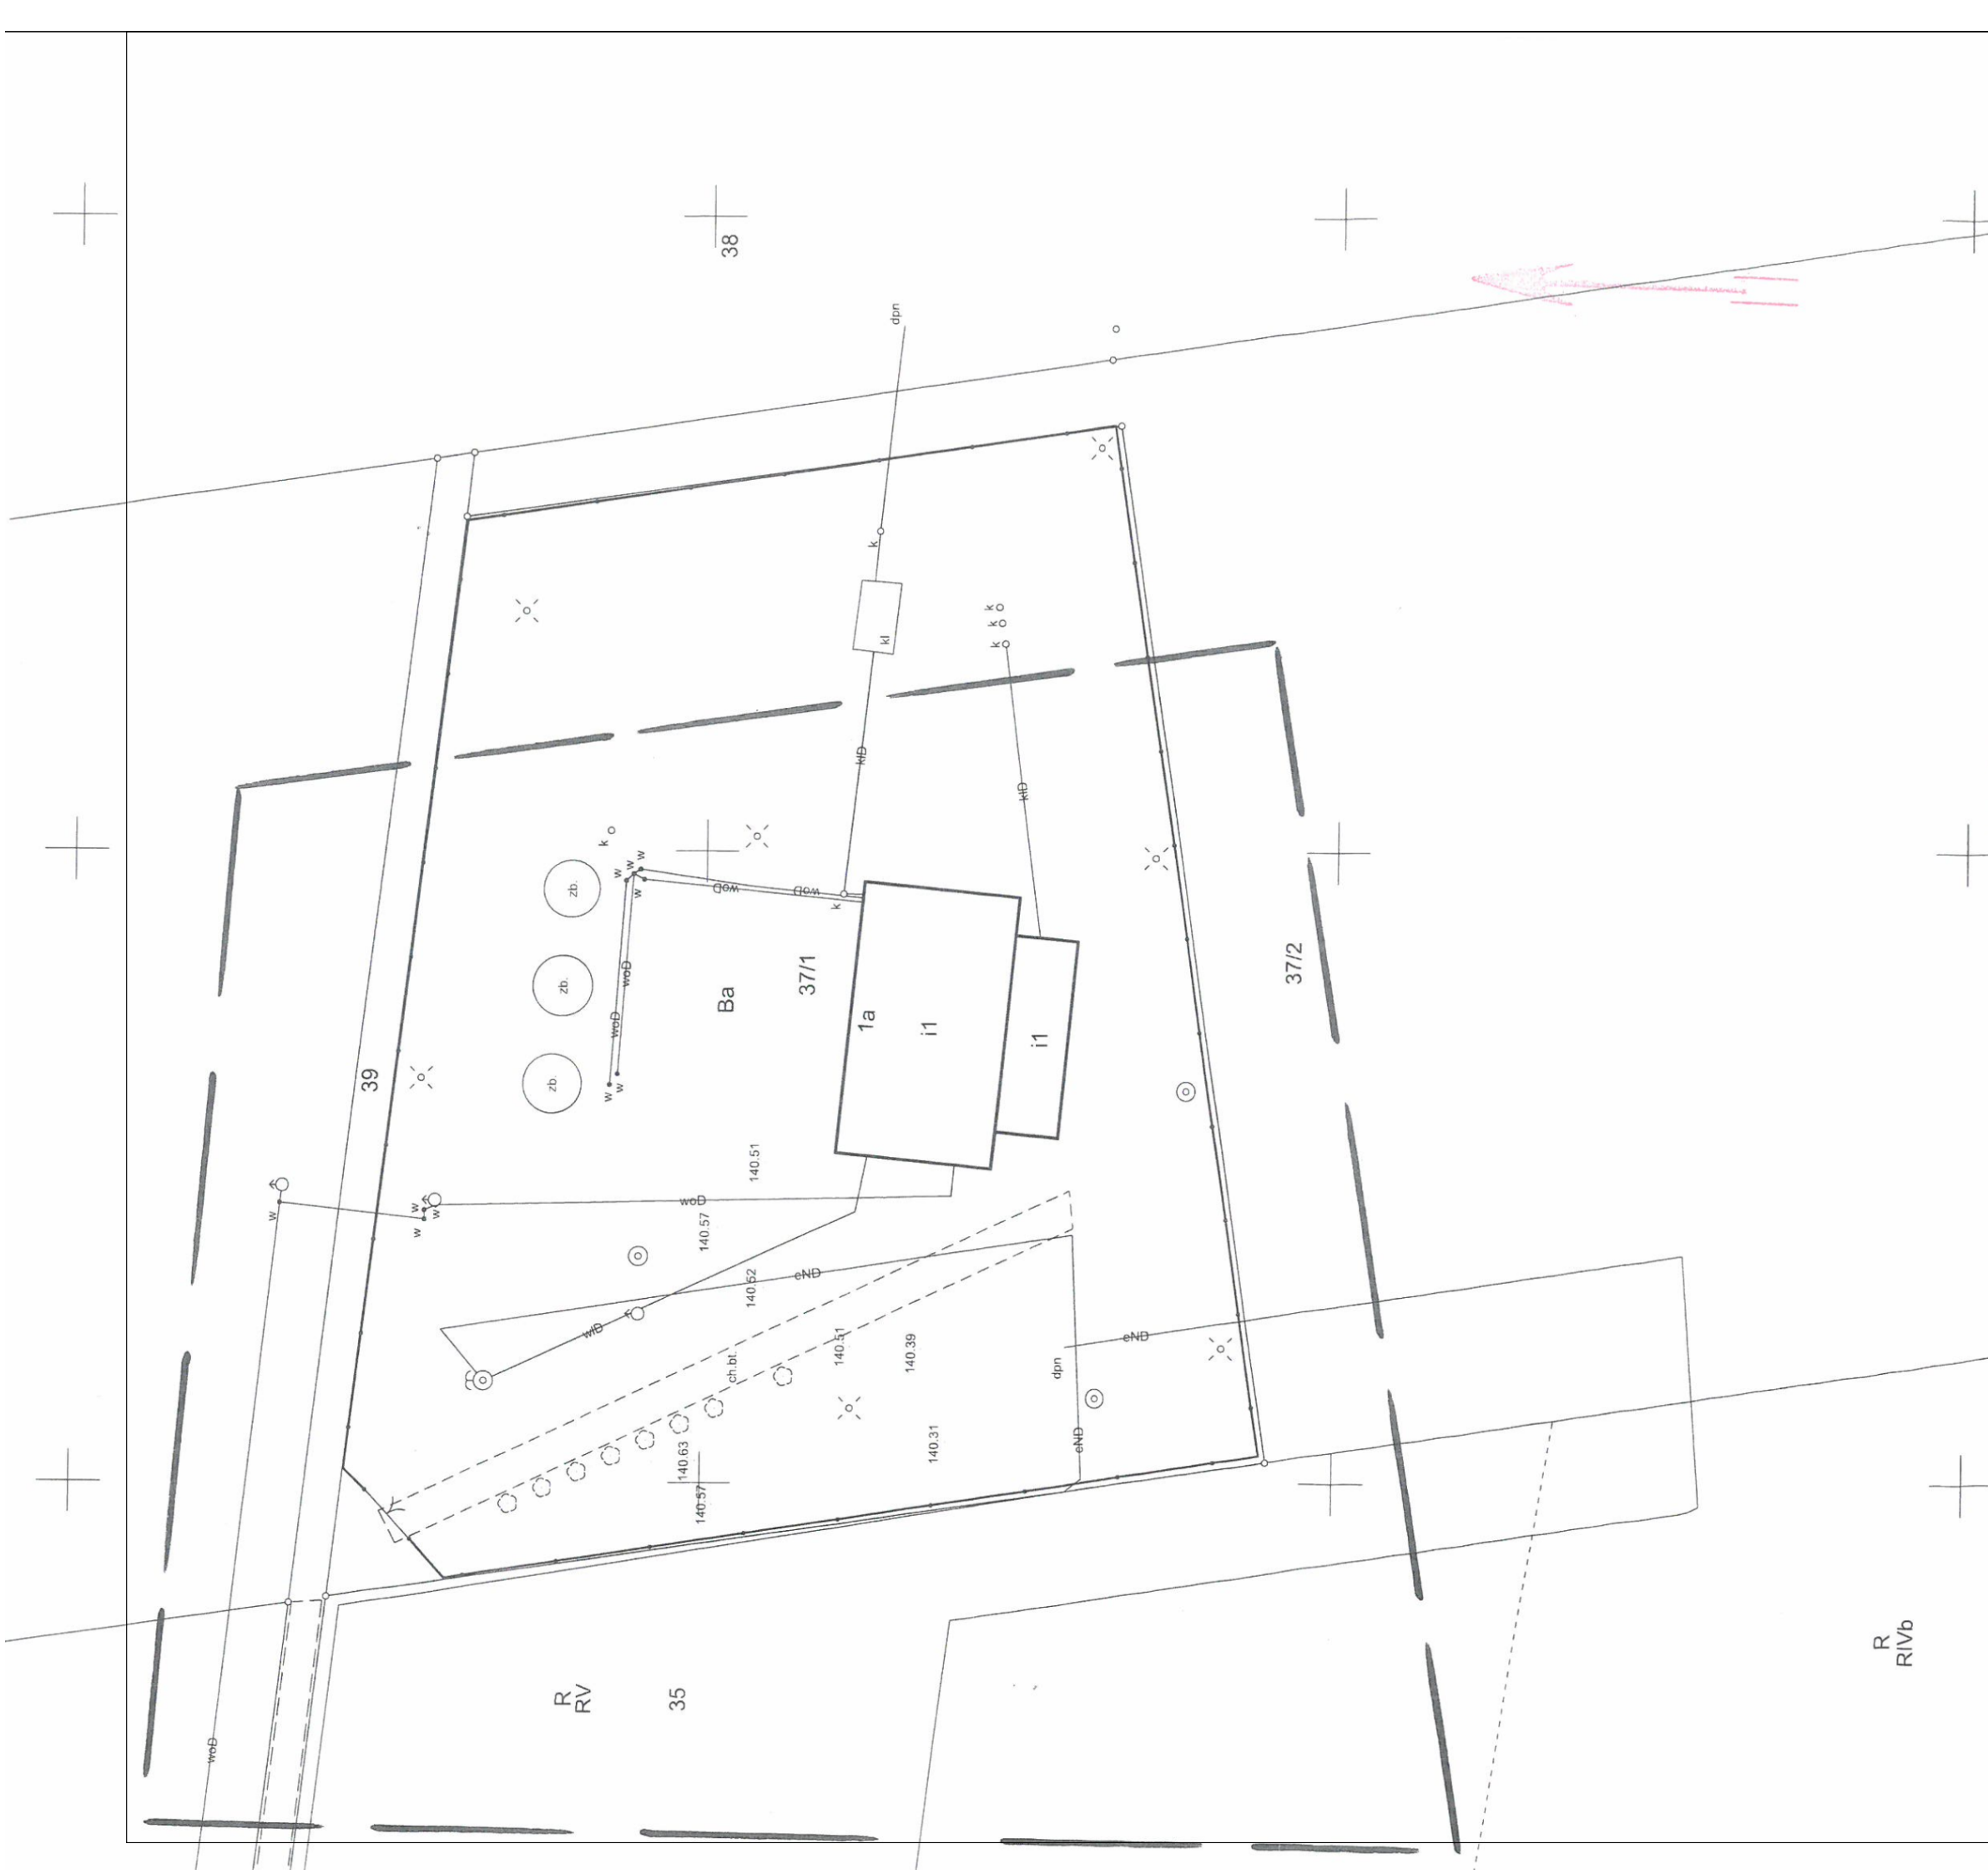 38
dpn
k
kl
k
k
k
klD
klD
k
zb.
w
w
w
w
woD
woD
k
zb.
woD
woD
Ba
37/1
37/2
1a
i1
i1
39
zb.
w
w
140.51
woD
w
w
w
w
140.57
140.52
eND
wlD
ch.bt.
140.51
140.39
dpn
eND
140.31
eND
140.63
140.57
R
RV
35
R
RIVb
woD